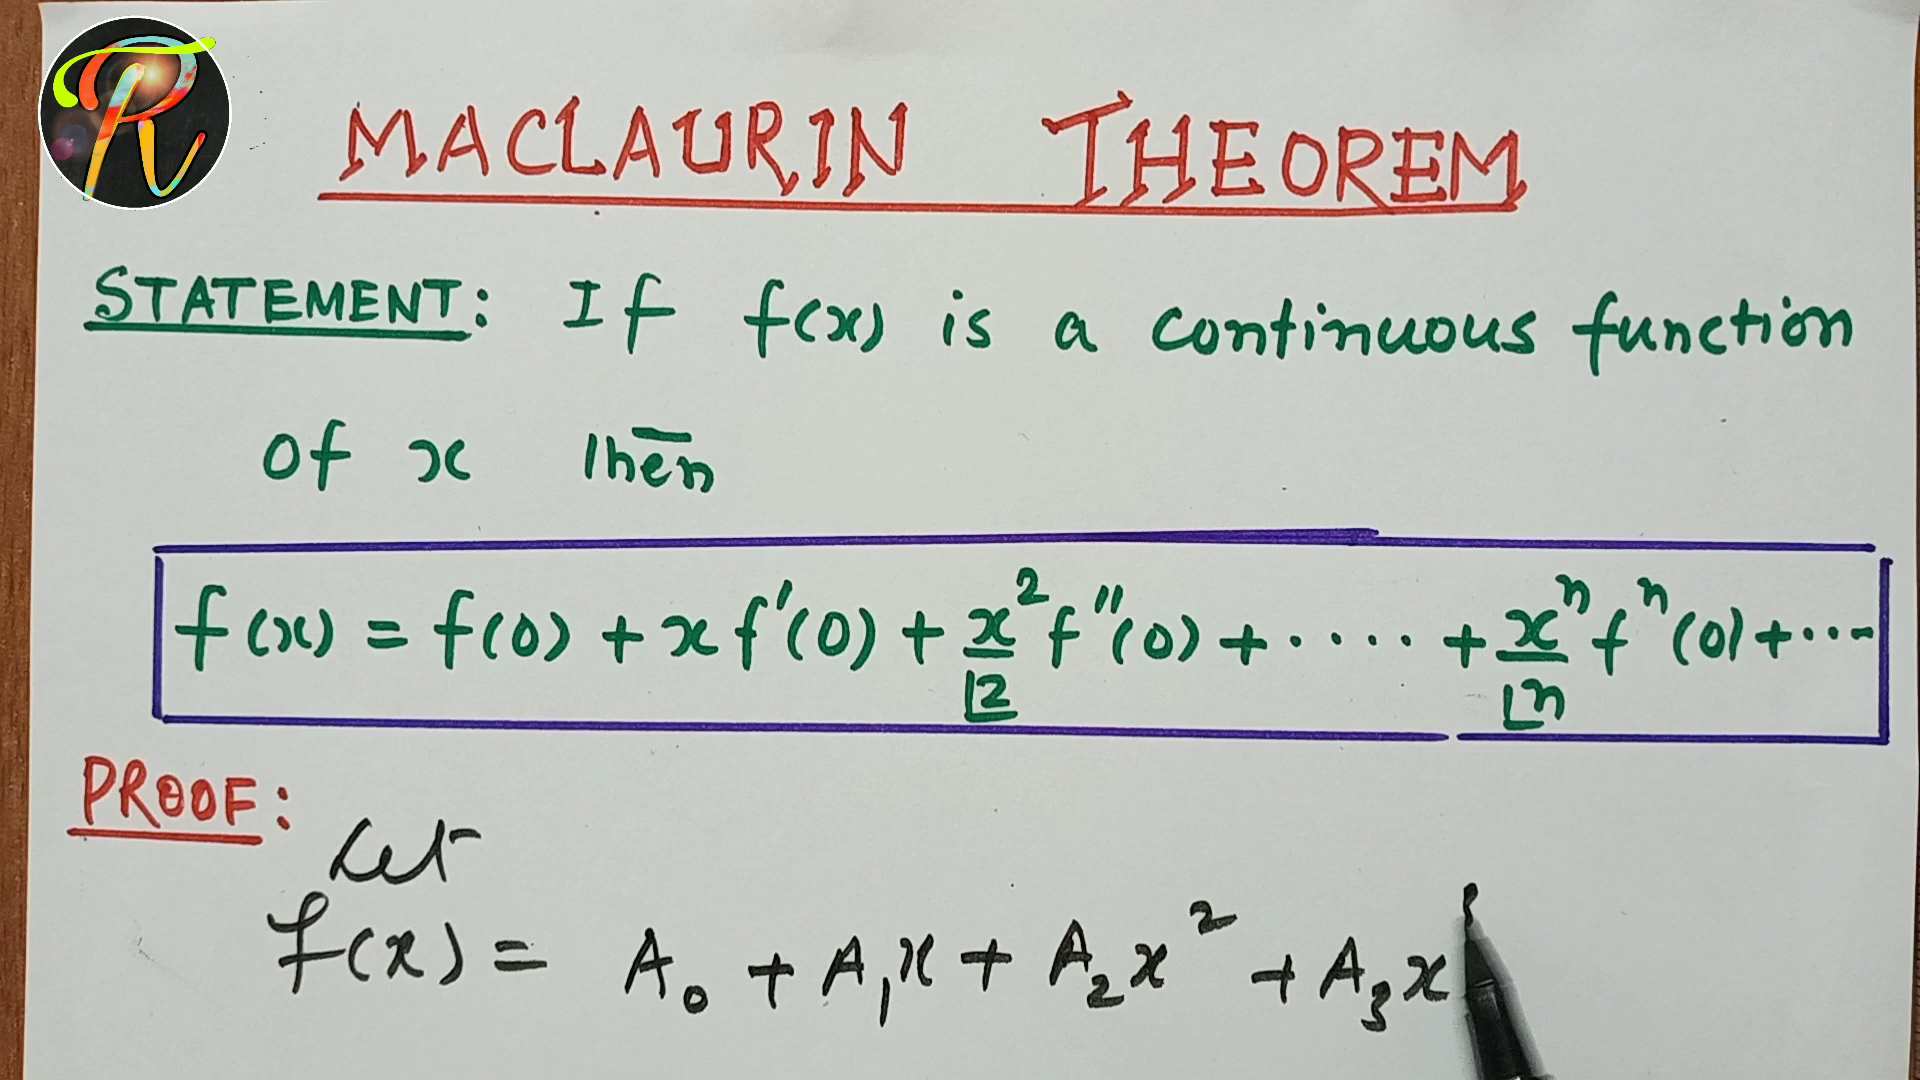 MACLAURIN THEOREM
STATEMENT: If f(x) is a continuous function
of x then
f(x) = f(0) + x f'(0) + x²/⌊2 f''(0) + ..... + xⁿ/⌊n fⁿ(0) + ....
PROOF:
Let
f(x) = A₀ + A₁x + A₂x² + A₃x